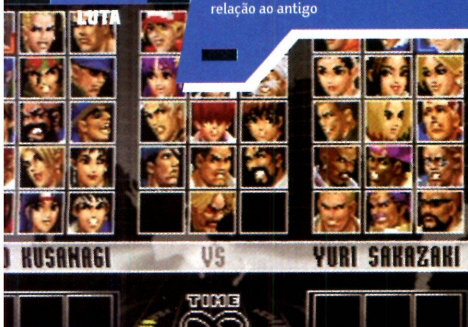 LUTA
relação ao antigo
O KUSANAGI VS YURI SAKAZAKI
TIME